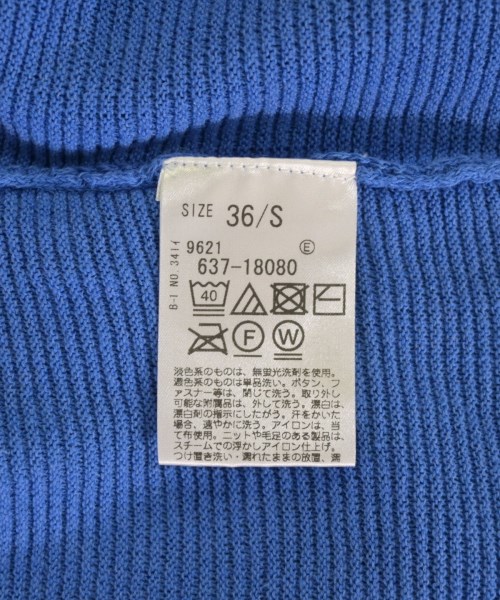 SIZE 36/S
9621 Ⓔ
637-18080
B-1 NO.3411
40
F W
淡色系のものは、無蛍光洗剤を使用。
濃色系のものは単品洗い。ボタン、フ
ァスナー等は、閉じて洗う。取り外し
可能な附属品は、外して洗う。漂白は、
漂白剤の指示にしたがう。汗をかいた
場合、速やかに洗う。アイロンは、当
て布使用。ニットや毛足のある製品は、
スチームでの浮かしアイロン仕上げ。
つけ置き洗い・濡れたままの放置、濡